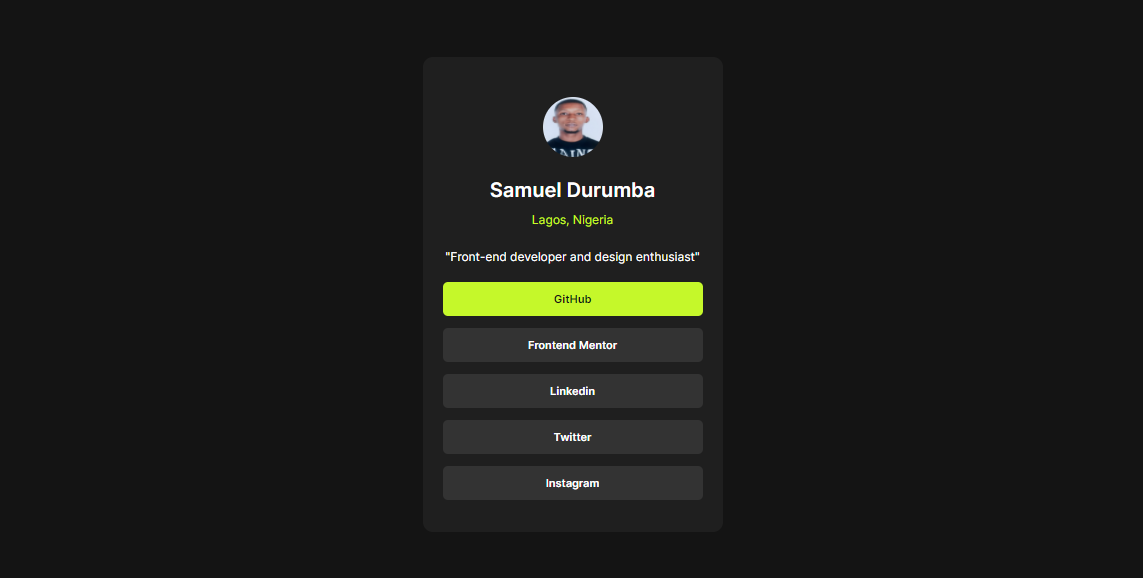 Samuel Durumba
Lagos, Nigeria
"Front-end developer and design enthusiast"
GitHub
Frontend Mentor
Linkedin
Twitter
Instagram